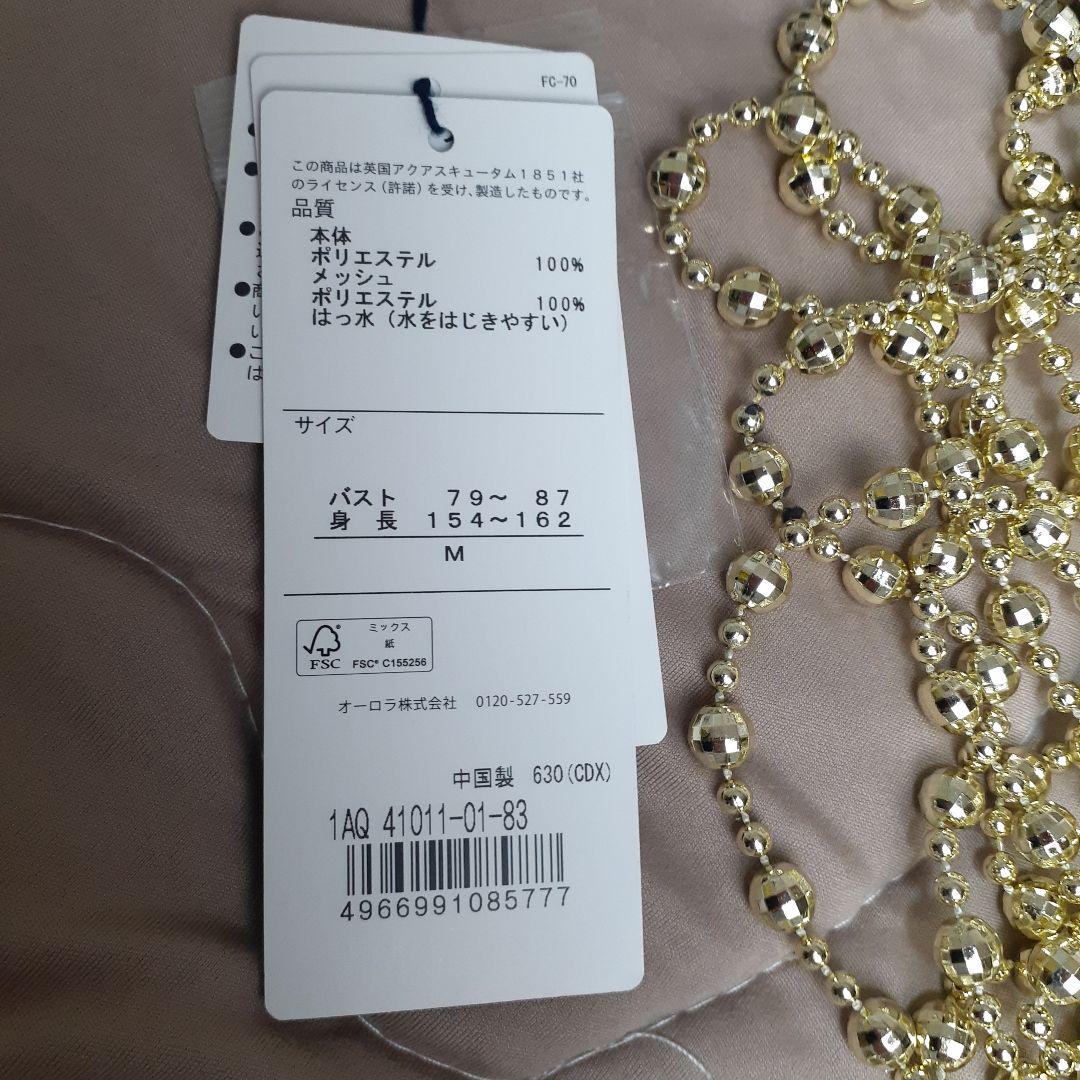 FC-70
この商品は英国アクアスキュータム1851社
のライセンス(許諾)を受け、製造したものです。
品質
本体
ポリエステル 100%
メッシュ
ポリエステル 100%
はっ水(水をはじきやすい)
サイズ
バスト 79〜 87
身 長 154〜162
M
ミックス
紙
FSC
FSC® C155256
オーロラ株式会社 0120-527-559
中国製 630(CDX)
1AQ 41011-01-83
4966991085777